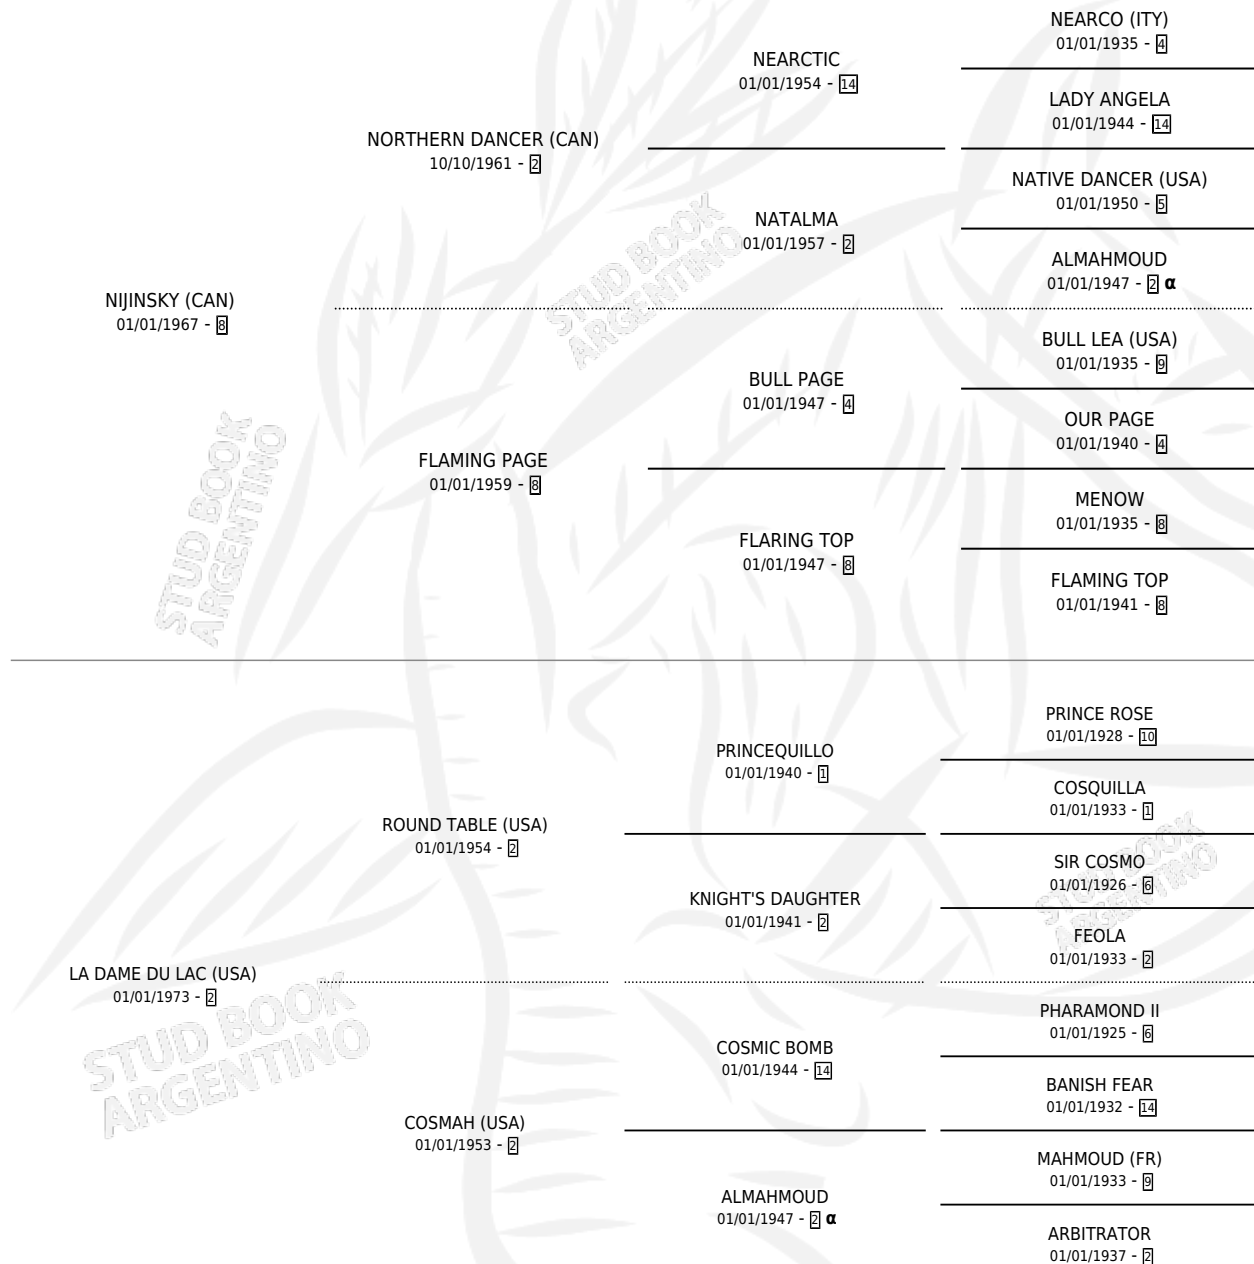 NEARCO (ITY)
01/01/1935 - 4
NEARCTIC
01/01/1954 - 14
LADY ANGELA
01/01/1944 - 14
NORTHERN DANCER (CAN)
10/10/1961 - 2
NATIVE DANCER (USA)
01/01/1950 - 5
NATALMA
01/01/1957 - 2
STUD BOOK
ARGENTINO
ALMAHMOUD
01/01/1947 - 2 α
NIJINSKY (CAN)
01/01/1967 - 8
BULL LEA (USA)
01/01/1935 - 9
BULL PAGE
01/01/1947 - 4
OUR PAGE
01/01/1940 - 4
FLAMING PAGE
01/01/1959 - 8
STUD BOOK
ARGENTINO
MENOW
01/01/1935 - 8
FLARING TOP
01/01/1947 - 8
FLAMING TOP
01/01/1941 - 8
PRINCE ROSE
01/01/1928 - 10
PRINCEQUILLO
01/01/1940 - 1
COSQUILLA
01/01/1933 - 1
ROUND TABLE (USA)
01/01/1954 - 2
SIR COSMO
01/01/1926 - 6
STUD BOOK
ARGENTINO
KNIGHT'S DAUGHTER
01/01/1941 - 2
FEOLA
01/01/1933 - 2
LA DAME DU LAC (USA)
01/01/1973 - 2
STUD BOOK
ARGENTINO
PHARAMOND II
01/01/1925 - 6
COSMIC BOMB
01/01/1944 - 14
BANISH FEAR
01/01/1932 - 14
COSMAH (USA)
01/01/1953 - 2
MAHMOUD (FR)
01/01/1933 - 9
ALMAHMOUD
01/01/1947 - 2 α
ARBITRATOR
01/01/1937 - 2